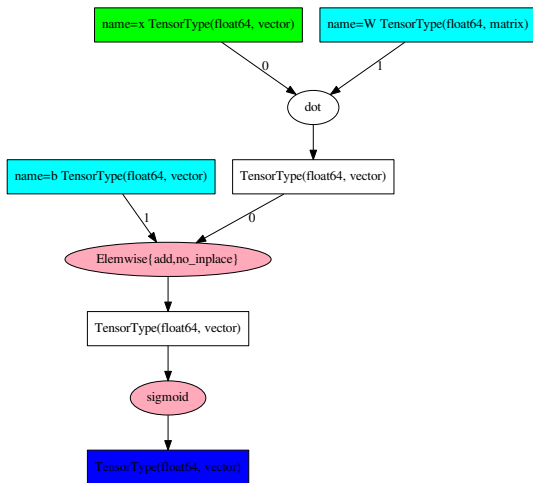 name=x TensorType(float64, vector)
name=W TensorType(float64, matrix)
0
1
dot
name=b TensorType(float64, vector)
TensorType(float64, vector)
1
0
Elemwise{add,no_inplace}
TensorType(float64, vector)
sigmoid
TensorType(float64, vector)